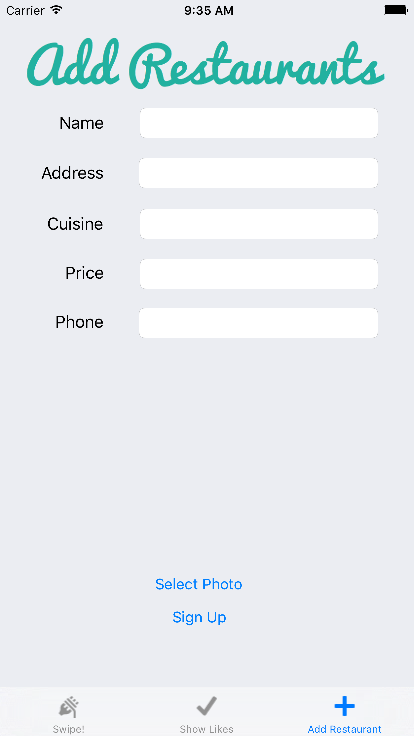 Carrier 9:35 AM
Add Restaurants
Name
Address
Cuisine
Price
Phone
Select Photo
Sign Up
Swipe! Show Likes Add Restaurant